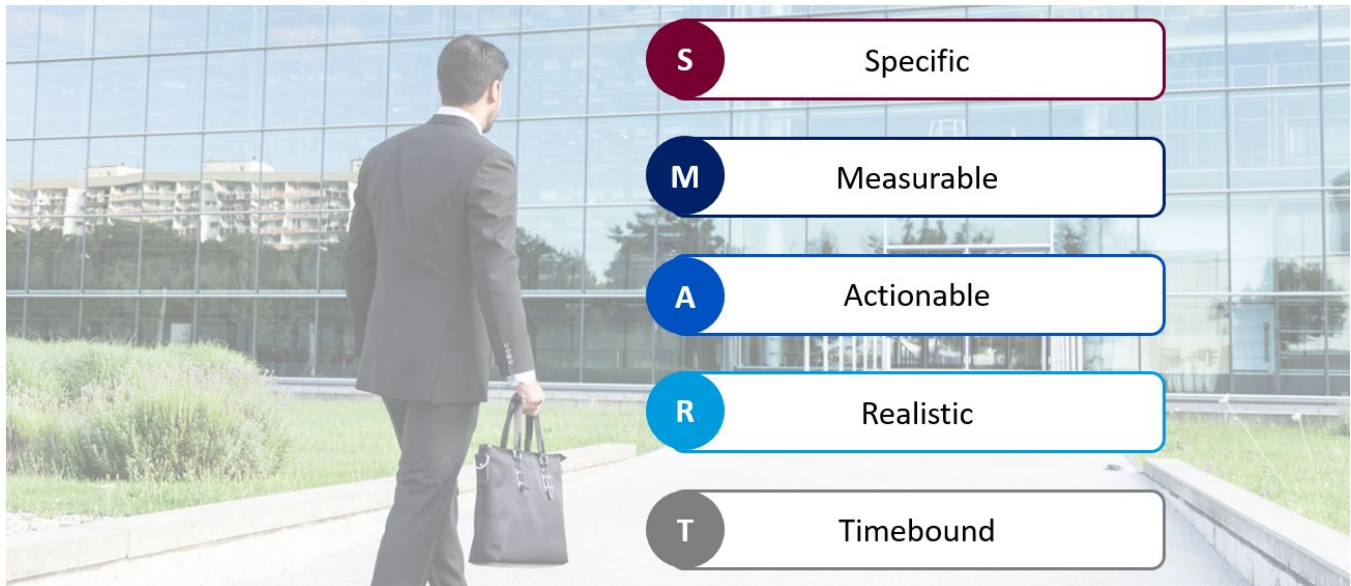 S Specific
M Measurable
A Actionable
R Realistic
T Timebound